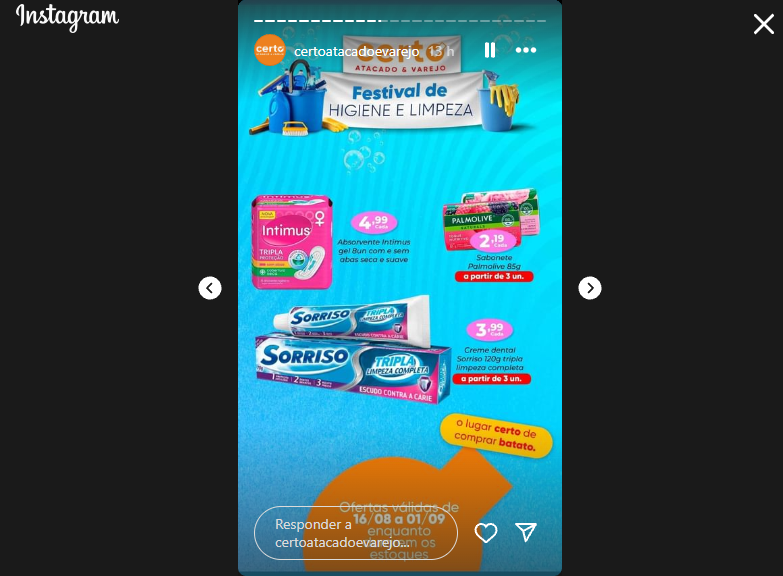 Instagram
certo
certoatacadoevarejo 13 h
certo
ATACADO & VAREJO
Festival de
HIGIENE E LIMPEZA
Intimus
TRIPLA
PROTEÇÃO
4,99
Cada
Absorvente Intimus
gel 8un com e sem
abas seca e suave
PALMOLIVE
NATURALS
2,19
Cada
Sabonete
Palmolive 85g
a partir de 3 un.
SORRISO
TRIPLA
LIMPEZA COMPLETA
SORRISO
TRIPLA
LIMPEZA COMPLETA
ESCUDO CONTRA A CÁRIE
3,99
Cada
Creme dental
Sorriso 120g tripla
limpeza completa
a partir de 3 un.
o lugar certo de
comprar batato.
Ofertas válidas de
16/08 a 01/09
enquanto
os
estoques
Responder a
certoatacadoevarejo...